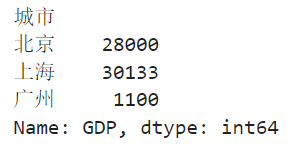 城市
北京 28000
上海 30133
广州 1100
Name: GDP, dtype: int64